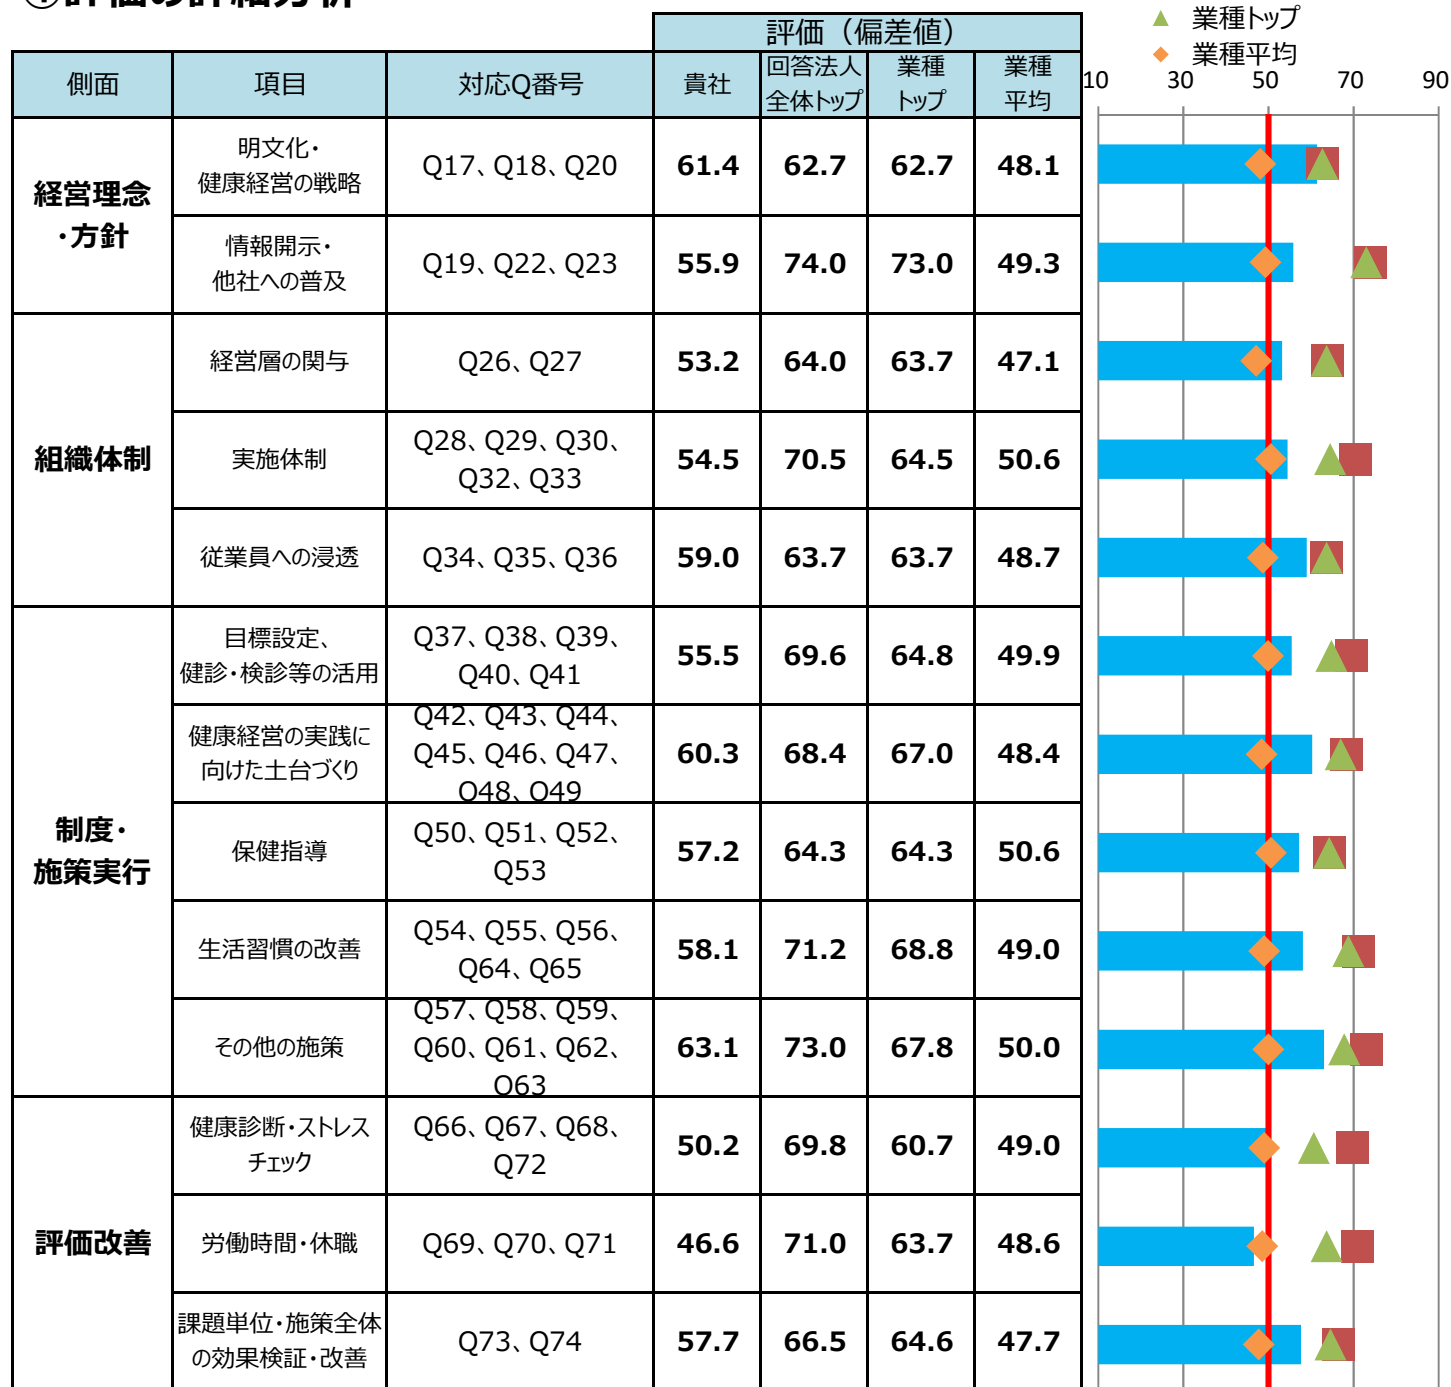 ①評価の詳細分析
業種トップ
業種平均
評価（偏差値）
側面 項目 対応Q番号 貴社 回答法人 業種 業種
全体トップ トップ 平均
10 30 50 70 90
経営理念
・方針
明文化・
健康経営の戦略
Q17、Q18、Q20 61.4 62.7 62.7 48.1
情報開示・
他社への普及
Q19、Q22、Q23 55.9 74.0 73.0 49.3
組織体制
経営層の関与 Q26、Q27 53.2 64.0 63.7 47.1
実施体制
Q28、Q29、Q30、
Q32、Q33
54.5 70.5 64.5 50.6
従業員への浸透 Q34、Q35、Q36 59.0 63.7 63.7 48.7
制度・
施策実行
目標設定、
健診・検診等の活用
Q37、Q38、Q39、
Q40、Q41
55.5 69.6 64.8 49.9
健康経営の実践に
向けた土台づくり
Q42、Q43、Q44、
Q45、Q46、Q47、
Q48、Q49
60.3 68.4 67.0 48.4
保健指導
Q50、Q51、Q52、
Q53
57.2 64.3 64.3 50.6
生活習慣の改善
Q54、Q55、Q56、
Q64、Q65
58.1 71.2 68.8 49.0
その他の施策
Q57、Q58、Q59、
Q60、Q61、Q62、
Q63
63.1 73.0 67.8 50.0
評価改善
健康診断・ストレス
チェック
Q66、Q67、Q68、
Q72
50.2 69.8 60.7 49.0
労働時間・休職 Q69、Q70、Q71 46.6 71.0 63.7 48.6
課題単位・施策全体
の効果検証・改善
Q73、Q74 57.7 66.5 64.6 47.7